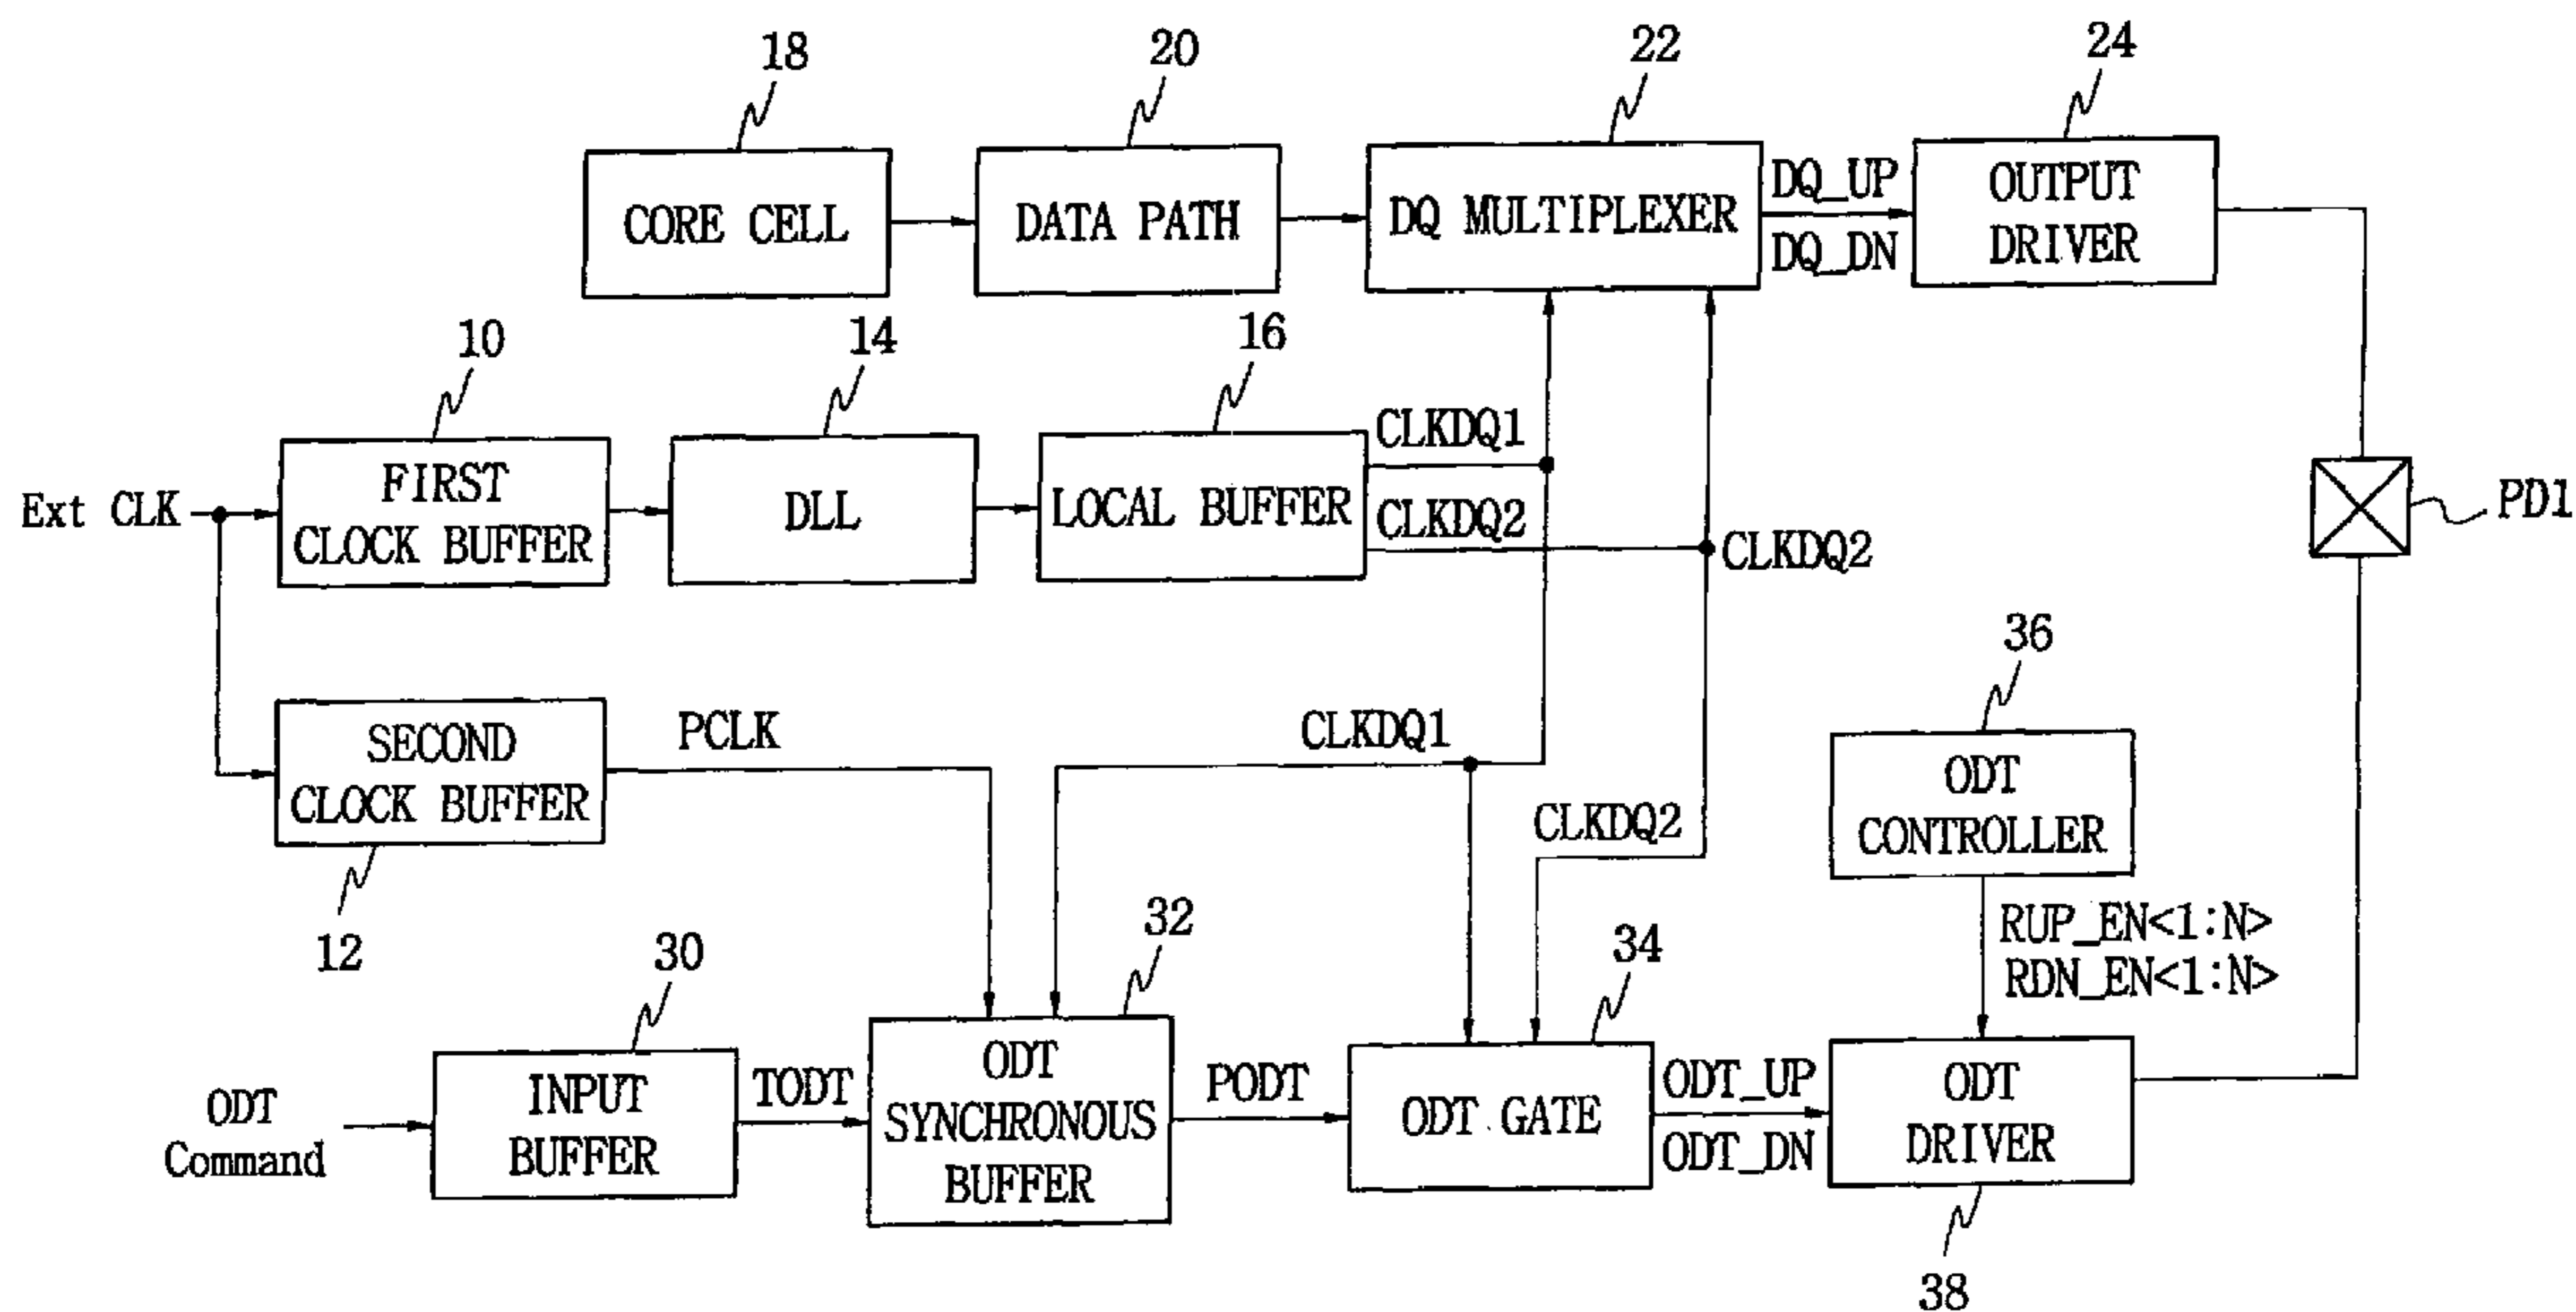 18
20
22
24
CORE CELL
DATA PATH
DQ MULTIPLEXER
DQ_UP
DQ_DN
OUTPUT
DRIVER
10
14
16
Ext CLK
FIRST
CLOCK BUFFER
DLL
LOCAL BUFFER
CLKDQ1
CLKDQ2
CLKDQ2
PD1
SECOND
CLOCK BUFFER
12
PCLK
CLKDQ1
CLKDQ2
36
ODT
CONTROLLER
RUP_EN<1:N>
RDN_EN<1:N>
30
32
34
ODT
Command
INPUT
BUFFER
TODT
ODT
SYNCHRONOUS
BUFFER
PODT
ODT GATE
ODT_UP
ODT_DN
ODT
DRIVER
38